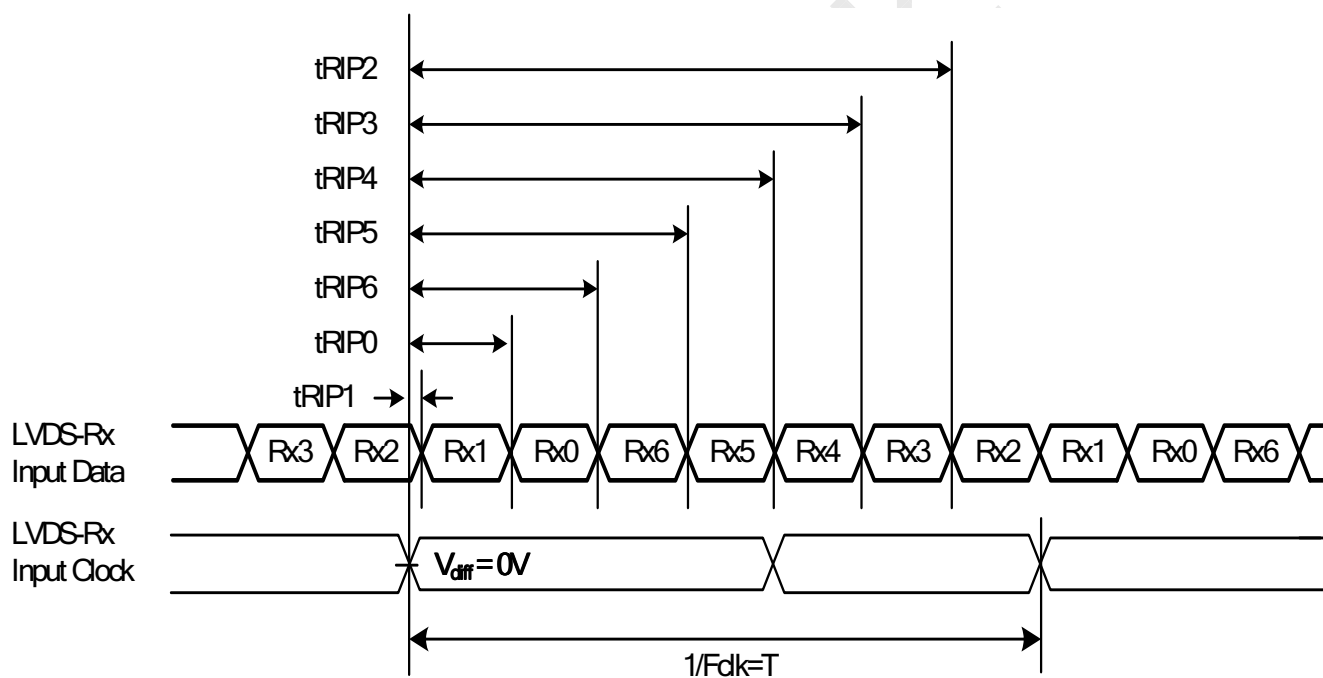 tRIP2
tRIP3
tRIP4
tRIP5
tRIP6
tRIP0
tRIP1
LVDS-Rx
Input Data
Rx3 Rx2 Rx1 Rx0 Rx6 Rx5 Rx4 Rx3 Rx2 Rx1 Rx0 Rx6
LVDS-Rx
Input Clock
Vdiff = 0V
1/Fclk=T